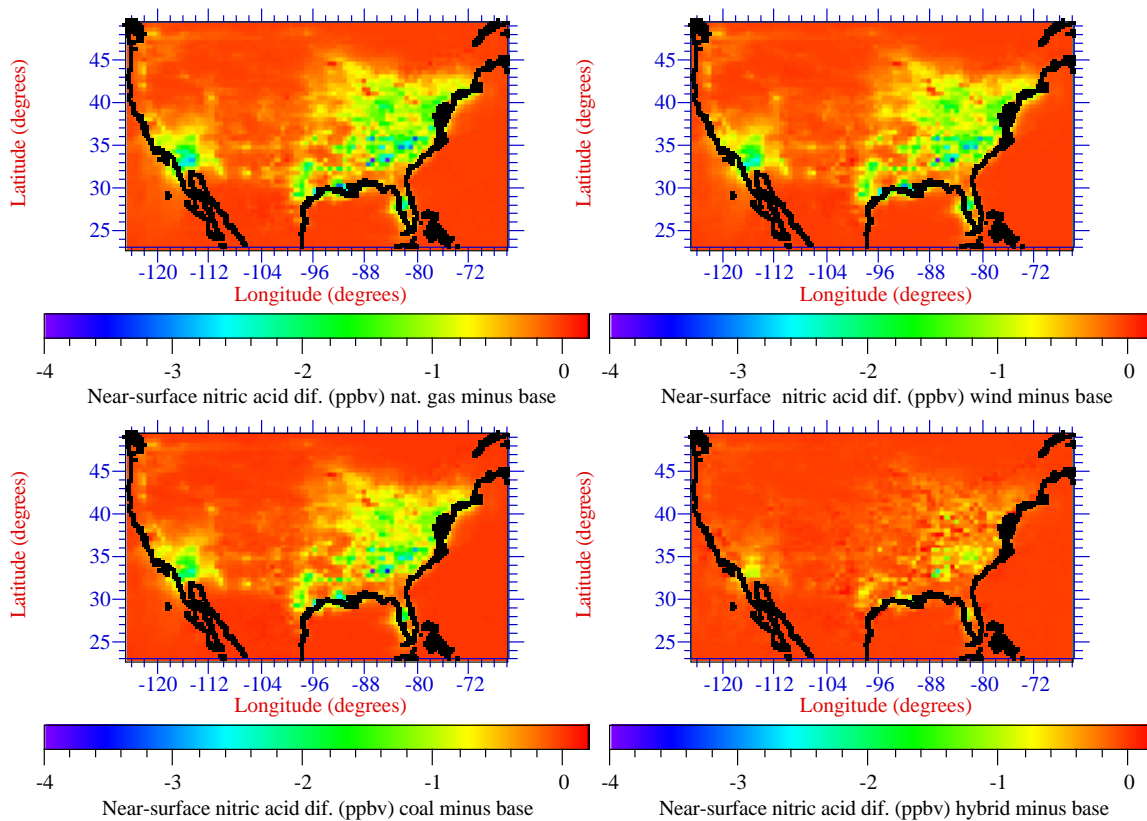 Latitude (degrees)
45
40
35
30
25
-120 -112 -104 -96 -88 -80 -72
Longitude (degrees)
-4 -3 -2 -1 0
Near-surface nitric acid dif. (ppbv) nat. gas minus base
Latitude (degrees)
45
40
35
30
25
-120 -112 -104 -96 -88 -80 -72
Longitude (degrees)
-4 -3 -2 -1 0
Near-surface nitric acid dif. (ppbv) wind minus base
Latitude (degrees)
45
40
35
30
25
-120 -112 -104 -96 -88 -80 -72
Longitude (degrees)
-4 -3 -2 -1 0
Near-surface nitric acid dif. (ppbv) coal minus base
Latitude (degrees)
45
40
35
30
25
-120 -112 -104 -96 -88 -80 -72
Longitude (degrees)
-4 -3 -2 -1 0
Near-surface nitric acid dif. (ppbv) hybrid minus base